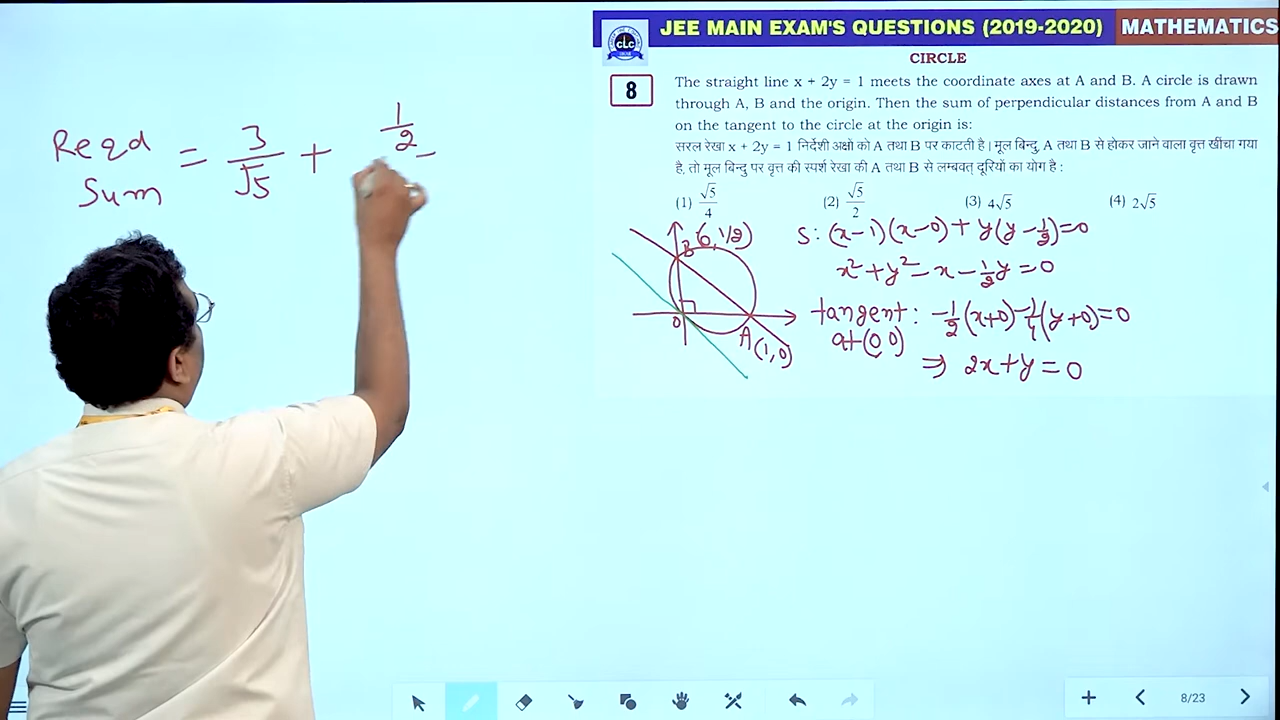 JEE MAIN EXAM'S QUESTIONS (2019-2020) MATHEMATICS
CLC
CIRCLE
8
The straight line x + 2y = 1 meets the coordinate axes at A and B. A circle is drawn
through A, B and the origin. Then the sum of perpendicular distances from A and B
on the tangent to the circle at the origin is:
सरल रेखा x + 2y = 1 निर्देशी अक्षों को A तथा B पर काटती है। मूल बिन्दु, A तथा B से होकर जाने वाला वृत्त खींचा गया
है, तो मूल बिन्दु पर वृत्त की स्पर्श रेखा की A तथा B से लम्बवत् दूरियों का योग है :
(1) √5/4 (2) √5/2 (3) 4√5 (4) 2√5
Reqd Sum = 3/√5 + 1/2
B(0, 1/2)
O
A(1, 0)
S: (x-1)(x-0) + y(y-1/2)=0
x²+y²-x-1/2y=0
tangent: -1/2(x+0)-1/4(y+0)=0
at(0,0)
⇒ 2x+y=0
8/23